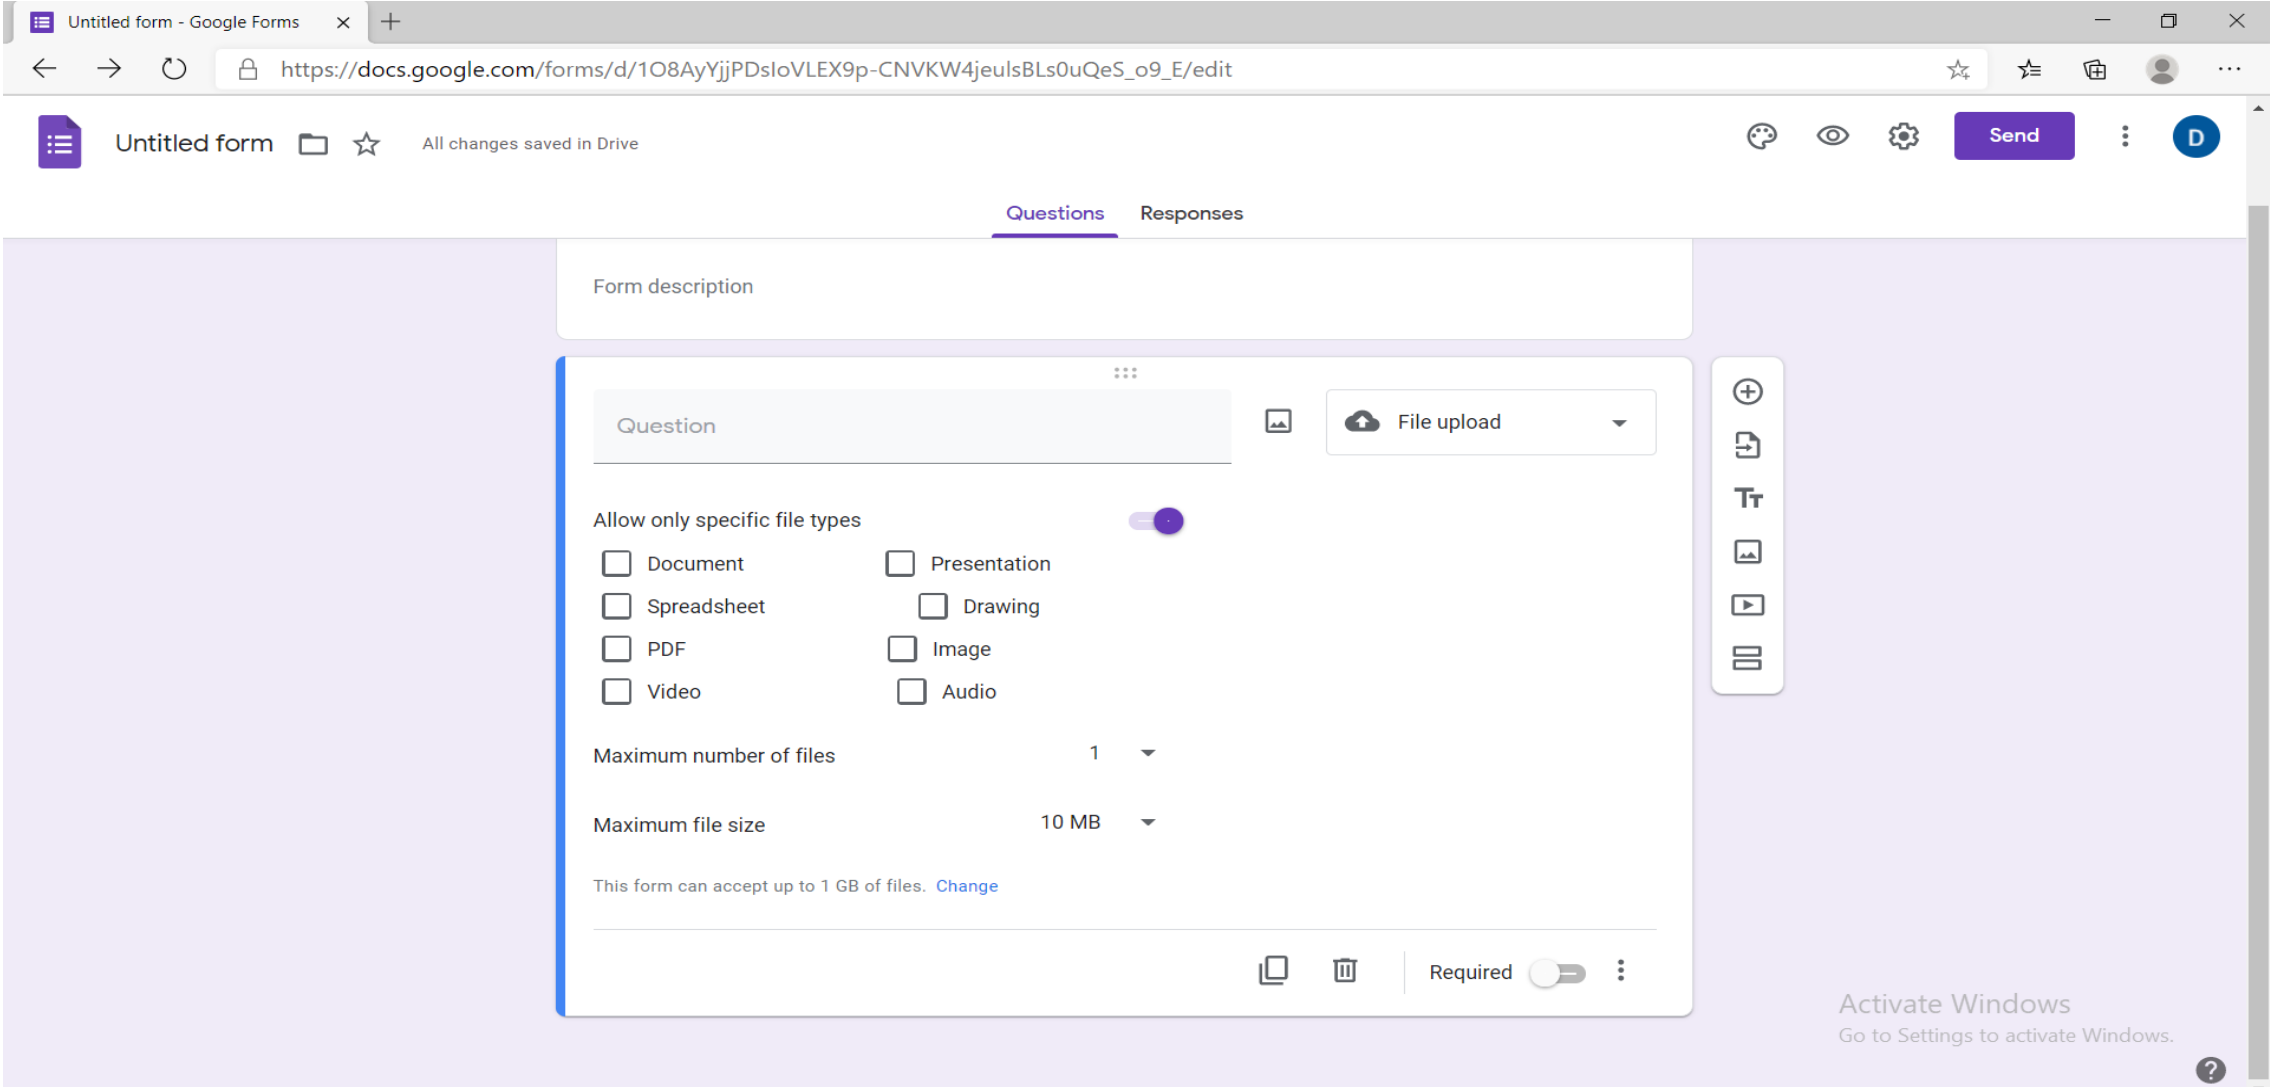 Untitled form - Google Forms
https://docs.google.com/forms/d/1O8AyYjjPDsIoVLEX9p-CNVKW4jeulsBLs0uQeS_o9_E/edit
Untitled form
All changes saved in Drive
Send
D
Questions
Responses
Form description
Question
File upload
Allow only specific file types
Document
Presentation
Spreadsheet
Drawing
PDF
Image
Video
Audio
Maximum number of files
1
Maximum file size
10 MB
This form can accept up to 1 GB of files. Change
Required
Activate Windows
Go to Settings to activate Windows.